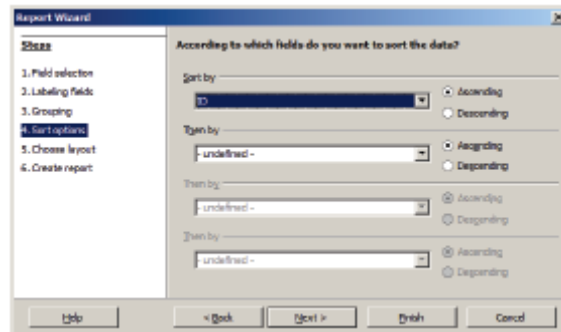 Report Wizard
Steps
1. Field selection
2. Labeling fields
3. Grouping
4. Sort options
5. Choose layout
6. Create report
According to which fields do you want to sort the data?
Sort by
ID
Ascending
Descending
Then by
- undefined -
Ascending
Descending
Then by
- undefined -
Ascending
Descending
Then by
- undefined -
Ascending
Descending
Help
< Back
Next >
Finish
Cancel